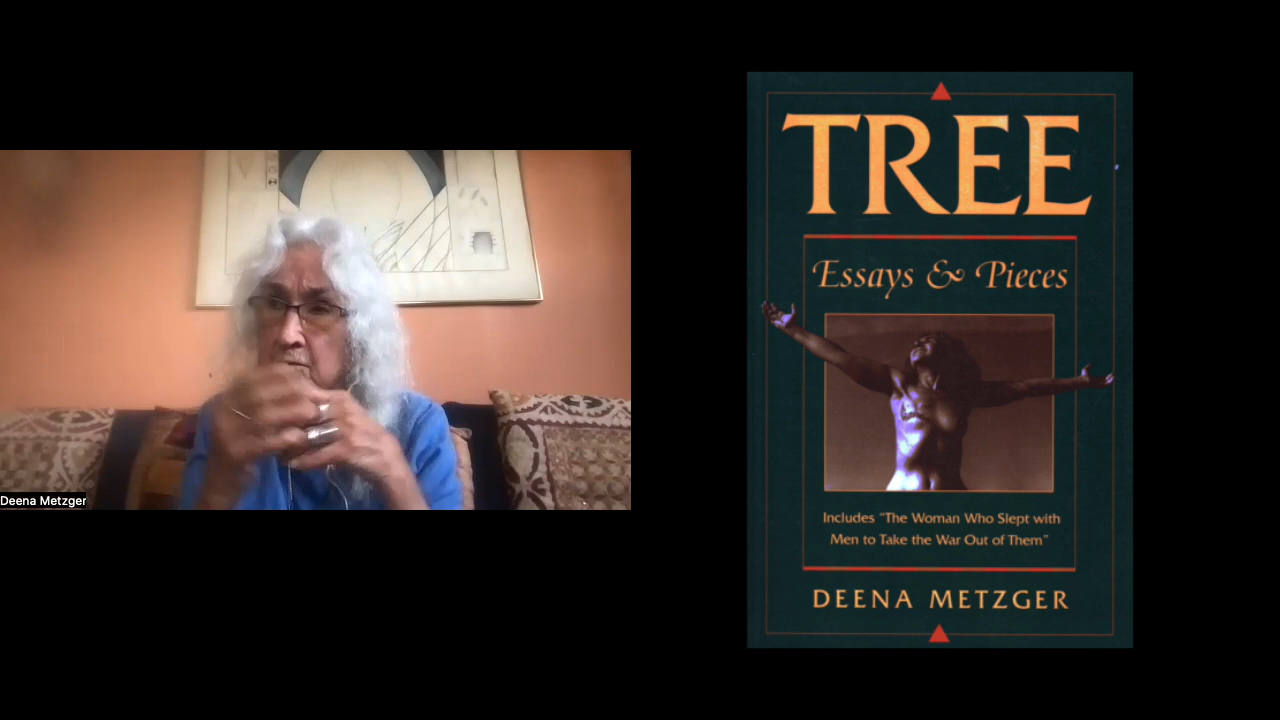 Deena Metzger
TREE
Essays & Pieces
Includes "The Woman Who Slept with
Men to Take the War Out of Them"
DEENA METZGER